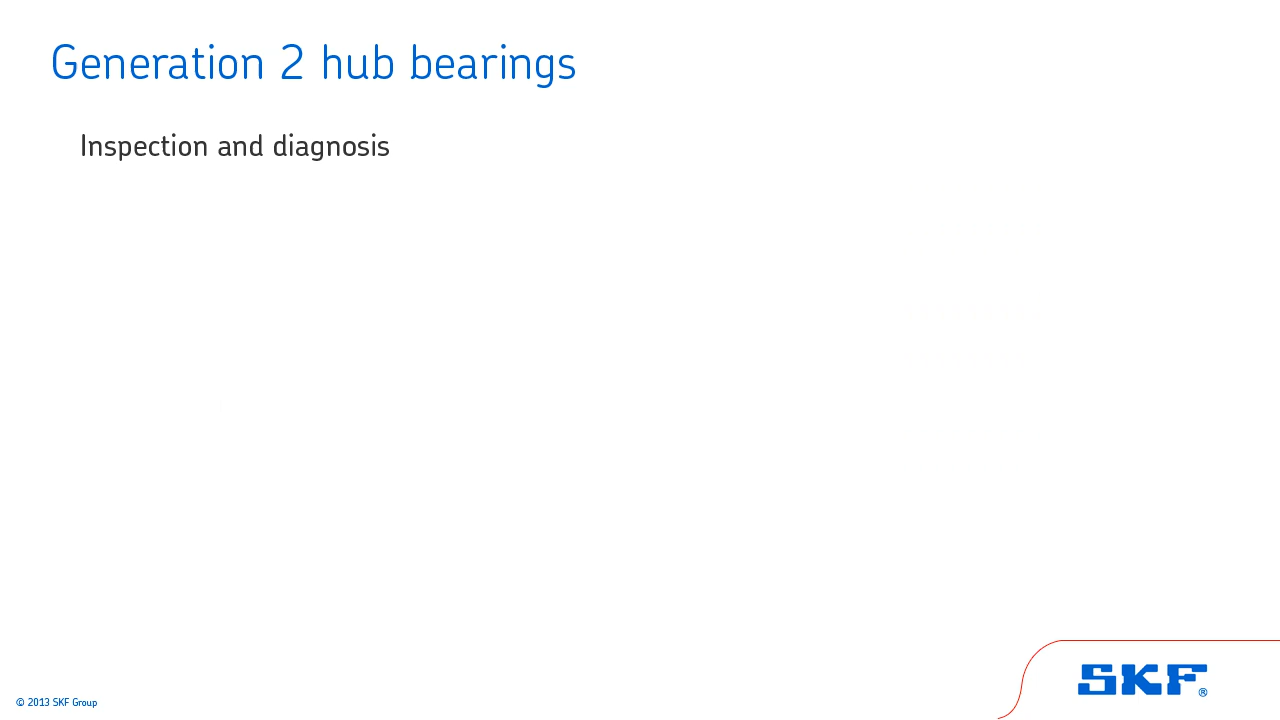 Generation 2 hub bearings
Inspection and diagnosis
SKF®
© 2013 SKF Group